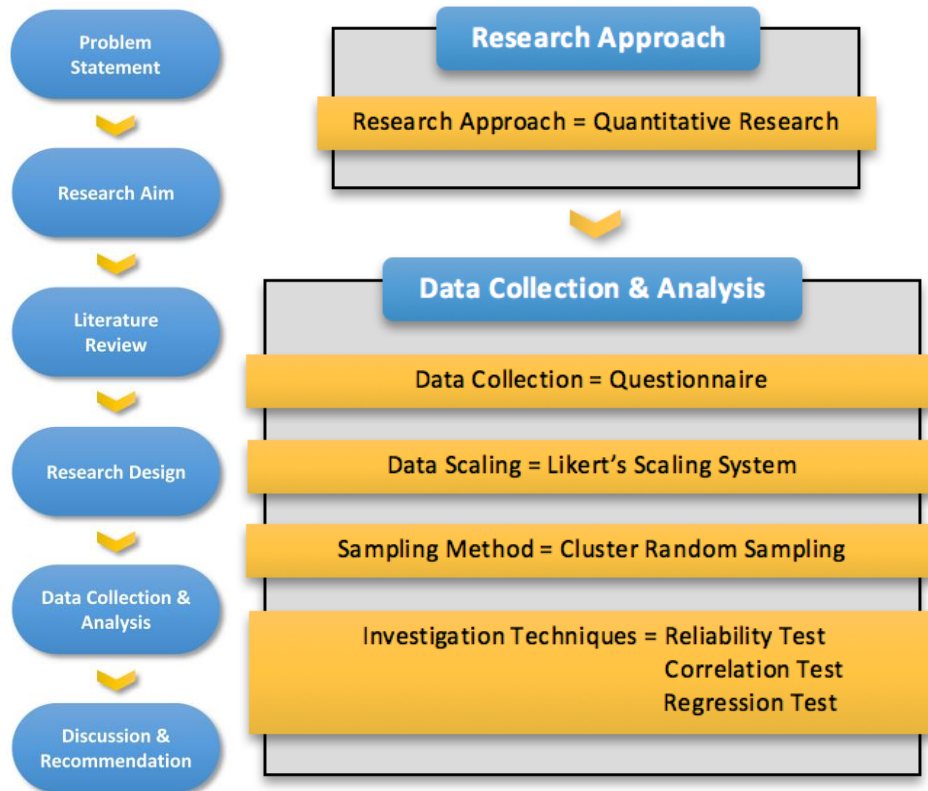 Problem
Statement
Research Aim
Literature
Review
Research Design
Data Collection &
Analysis
Discussion &
Recommendation
Research Approach
Research Approach = Quantitative Research
Data Collection & Analysis
Data Collection = Questionnaire
Data Scaling = Likert’s Scaling System
Sampling Method = Cluster Random Sampling
Investigation Techniques = Reliability Test
Correlation Test
Regression Test